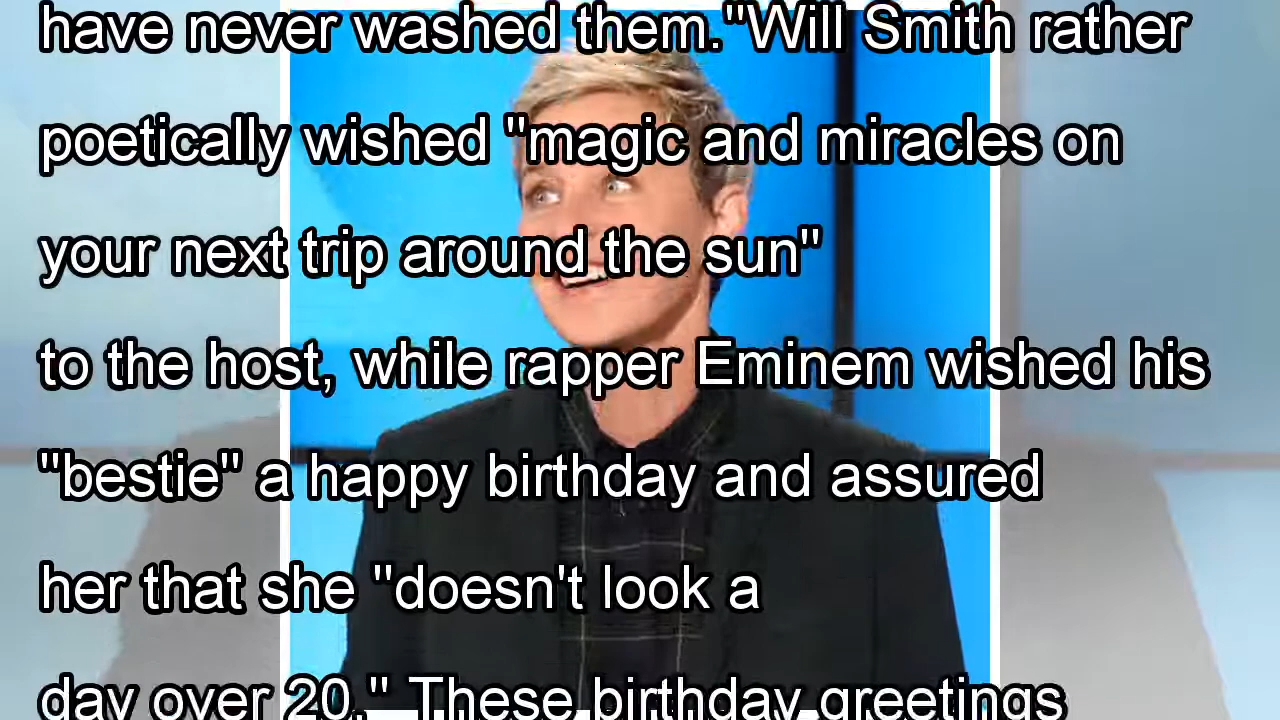 have never washed them."Will Smith rather
poetically wished "magic and miracles on
your next trip around the sun"
to the host, while rapper Eminem wished his
"bestie" a happy birthday and assured
her that she "doesn't look a
day over 20." These birthday greetings